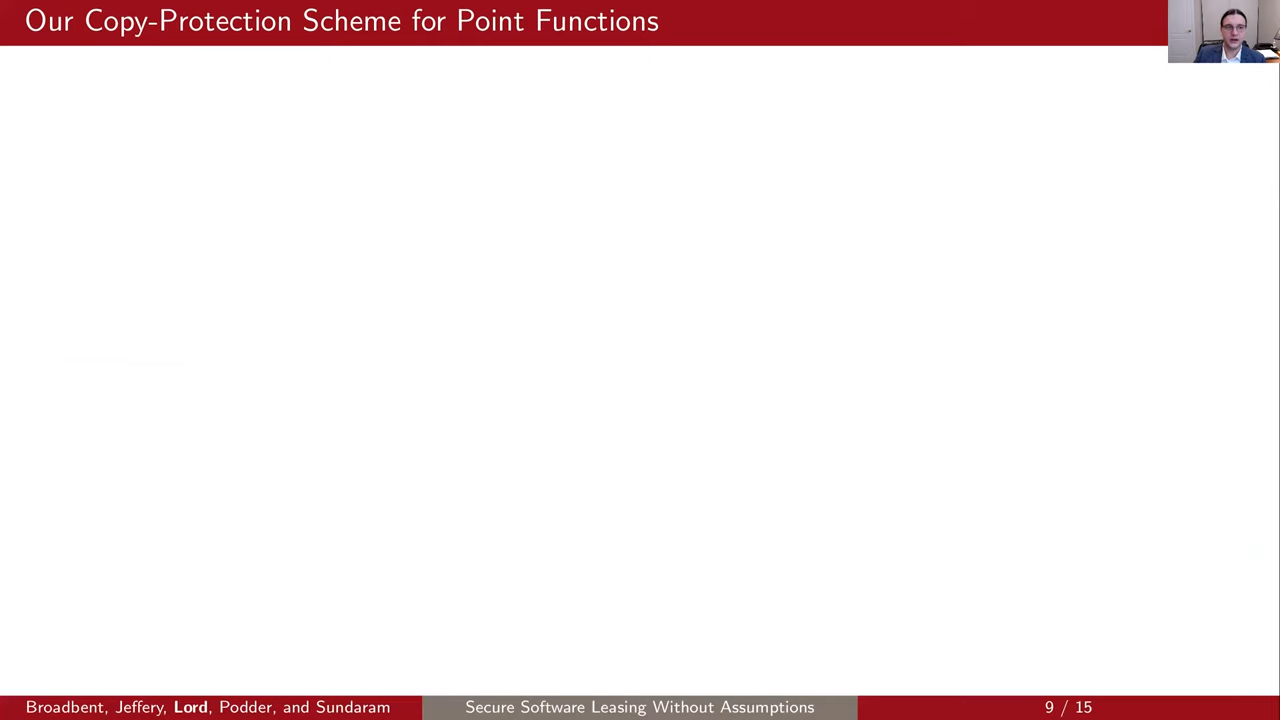 Our Copy-Protection Scheme for Point Functions
Broadbent, Jeffery, Lord, Podder, and Sundaram
Secure Software Leasing Without Assumptions
9 / 15